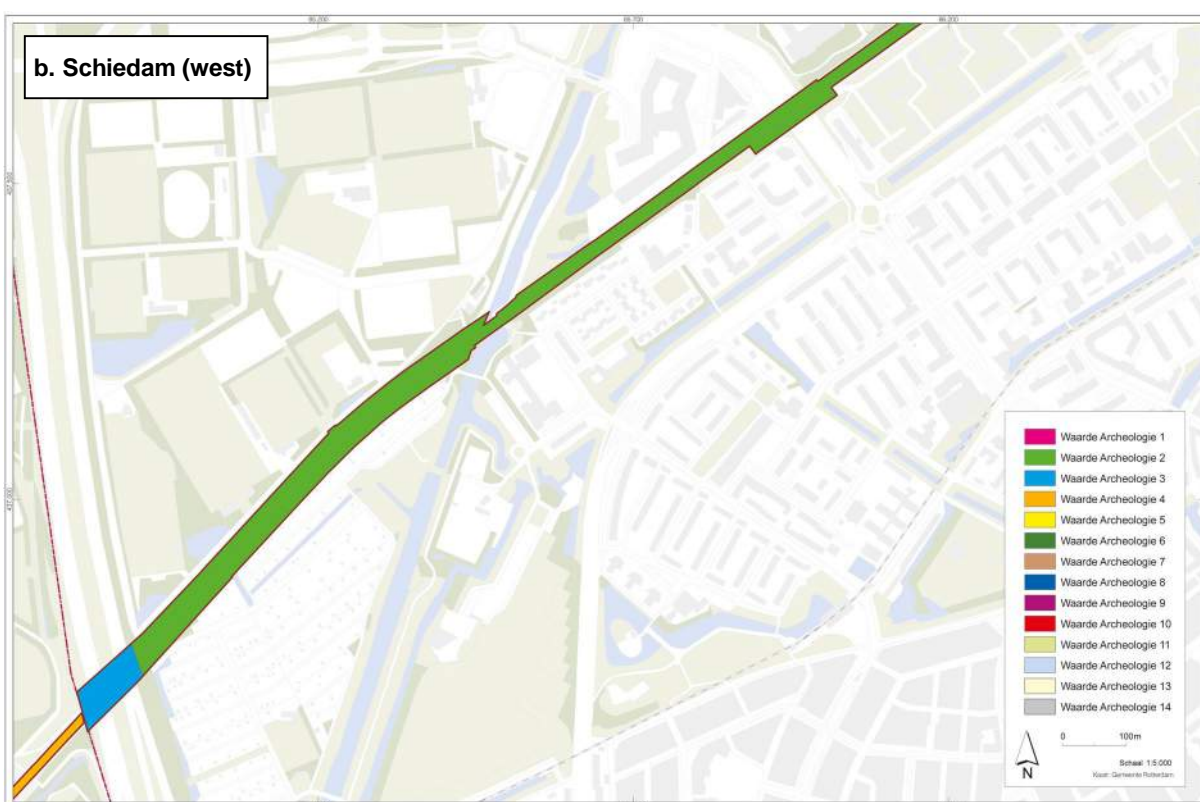 b. Schiedam (west)
Waarde Archeologie 1
Waarde Archeologie 2
Waarde Archeologie 3
Waarde Archeologie 4
Waarde Archeologie 5
Waarde Archeologie 6
Waarde Archeologie 7
Waarde Archeologie 8
Waarde Archeologie 9
Waarde Archeologie 10
Waarde Archeologie 11
Waarde Archeologie 12
Waarde Archeologie 13
Waarde Archeologie 14
0 100m
N
Schaal 1:5.000
Kaart: Gemeente Rotterdam